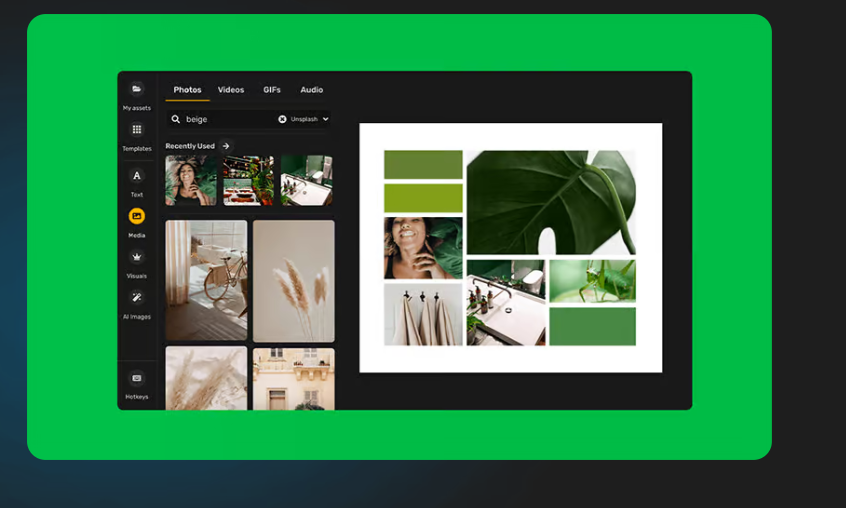 My assets
Templates
Text
Media
Visuals
AI Images
Hotkeys
Photos Videos GIFs Audio
beige Unsplash
Recently Used